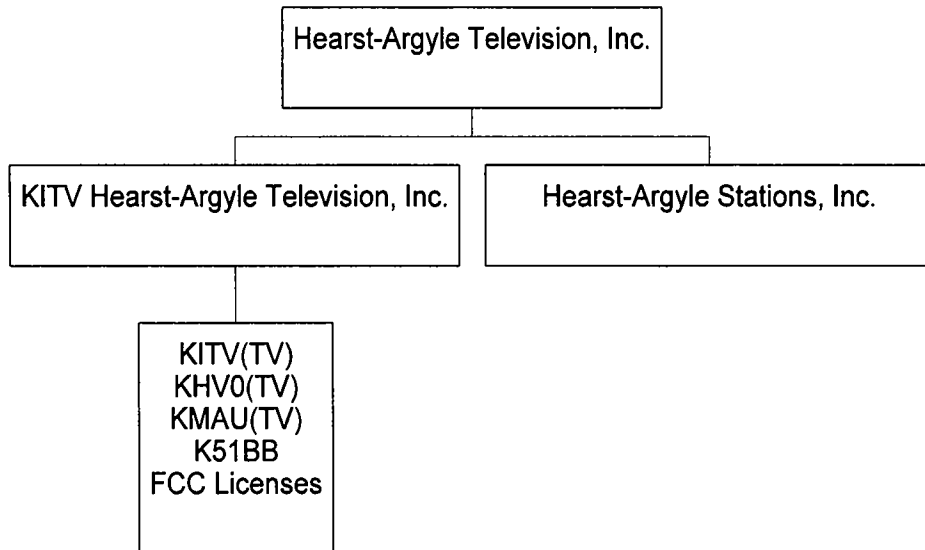 Hearst-Argyle Television, Inc.
KITV Hearst-Argyle Television, Inc.
Hearst-Argyle Stations, Inc.
KITV(TV)
KHV0(TV)
KMAU(TV)
K51BB
FCC Licenses